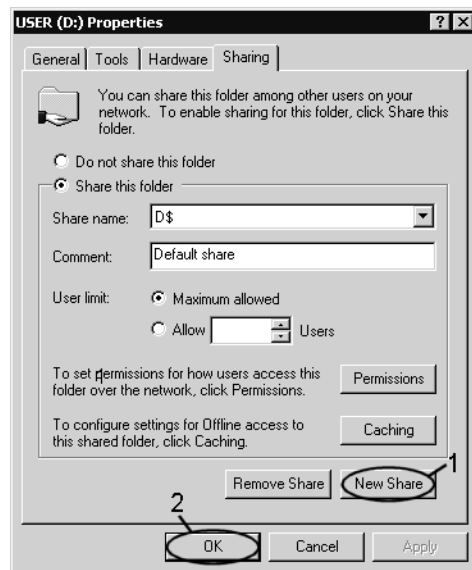 USER (D:) Properties
General Tools Hardware Sharing
You can share this folder among other users on your
network. To enable sharing for this folder, click Share this
folder.
Do not share this folder
Share this folder
Share name: D$
Comment: Default share
User limit: Maximum allowed
Allow Users
To set permissions for how users access this
folder over the network, click Permissions.
Permissions
To configure settings for Offline access to
this shared folder, click Caching.
Caching
1
Remove Share New Share
2
OK Cancel Apply